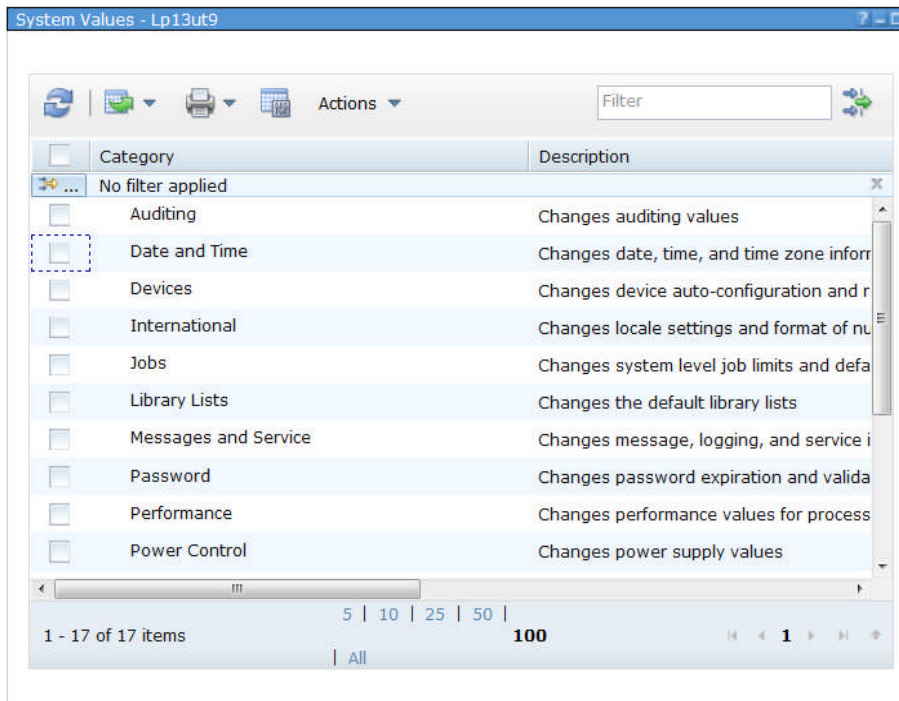 System Values - Lp13ut9
Actions
Filter
Category Description
... No filter applied
Auditing Changes auditing values
Date and Time Changes date, time, and time zone inforr
Devices Changes device auto-configuration and r
International Changes locale settings and format of nu
Jobs Changes system level job limits and defa
Library Lists Changes the default library lists
Messages and Service Changes message, logging, and service i
Password Changes password expiration and valida
Performance Changes performance values for process
Power Control Changes power supply values
5 | 10 | 25 | 50 |
1 - 17 of 17 items 100 1
| All